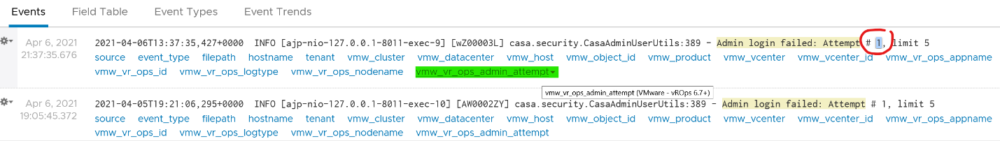 Events Field Table Event Types Event Trends
Apr 6, 2021 2021-04-06T13:37:35,427+0000 INFO [ajp-nio-127.0.0.1-8011-exec-9] [wZ00003L] casa.security.CasaAdminUserUtils:389 - Admin login failed: Attempt # 1, limit 5
21:37:35.676 source event_type filepath hostname tenant vmw_cluster vmw_datacenter vmw_host vmw_object_id vmw_product vmw_vcenter vmw_vcenter_id vmw_vr_ops_appname
vmw_vr_ops_id vmw_vr_ops_logtype vmw_vr_ops_nodename vmw_vr_ops_admin_attempt
vmw_vr_ops_admin_attempt (VMware - vROps 6.7+)
Apr 6, 2021 2021-04-05T19:21:06,295+0000 INFO [ajp-nio-127.0.0.1-8011-exec-10] [AW0002ZY] casa.security.CasaAdminUserUtils:389 - Admin login failed: Attempt # 1, limit 5
19:05:45.372 source event_type filepath hostname tenant vmw_cluster vmw_datacenter vmw_host vmw_object_id vmw_product vmw_vcenter vmw_vcenter_id vmw_vr_ops_appname
vmw_vr_ops_id vmw_vr_ops_logtype vmw_vr_ops_nodename vmw_vr_ops_admin_attempt